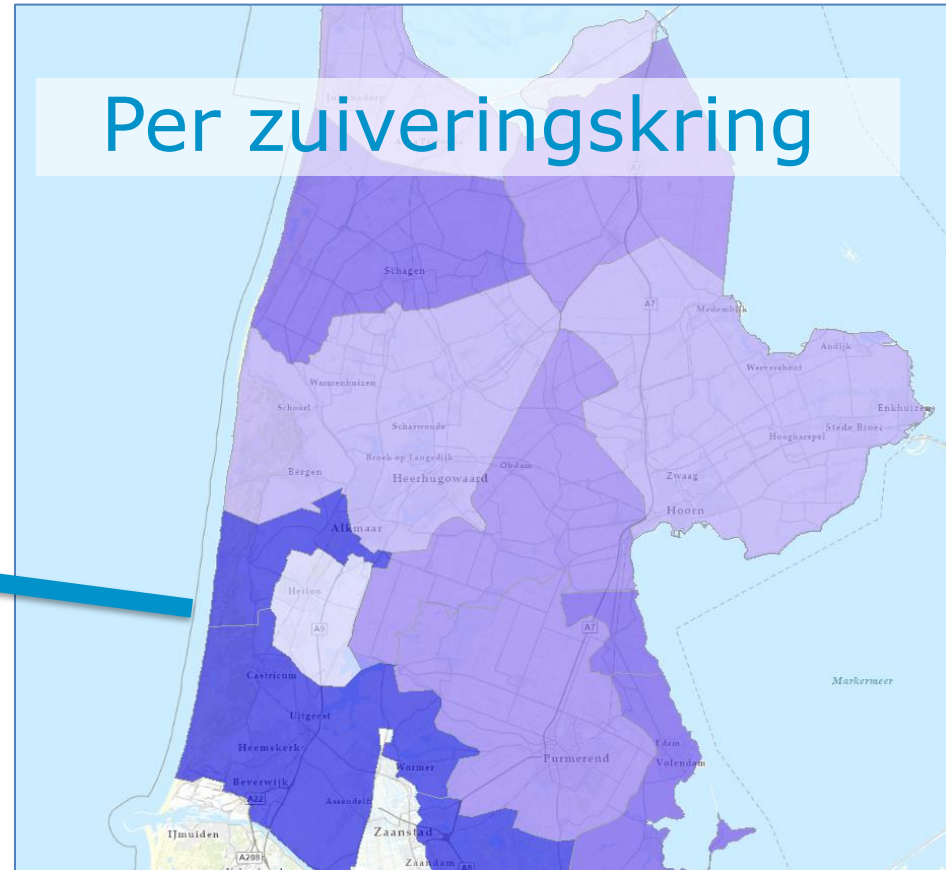 Per zuiveringskring
A7
Schagen
A7
Medemblik
Andijk
Wervershoof
Warmenhuizen
Schoorl
Enkhuizen
Scharwoude
Stede Broec
Hoogkarspel
Broek op Langedijk
Obdam
Bergen
Heerhugowaard
Zwaag
Hoorn
Alkmaar
Heiloo
A9
A7
Castricum
Markermeer
Uitgeest
Heemskerk
Edam
Purmerend
Volendam
Wormer
Beverwijk
A22
Assendelft
IJmuiden
Zaanstad
A208
Zaandam